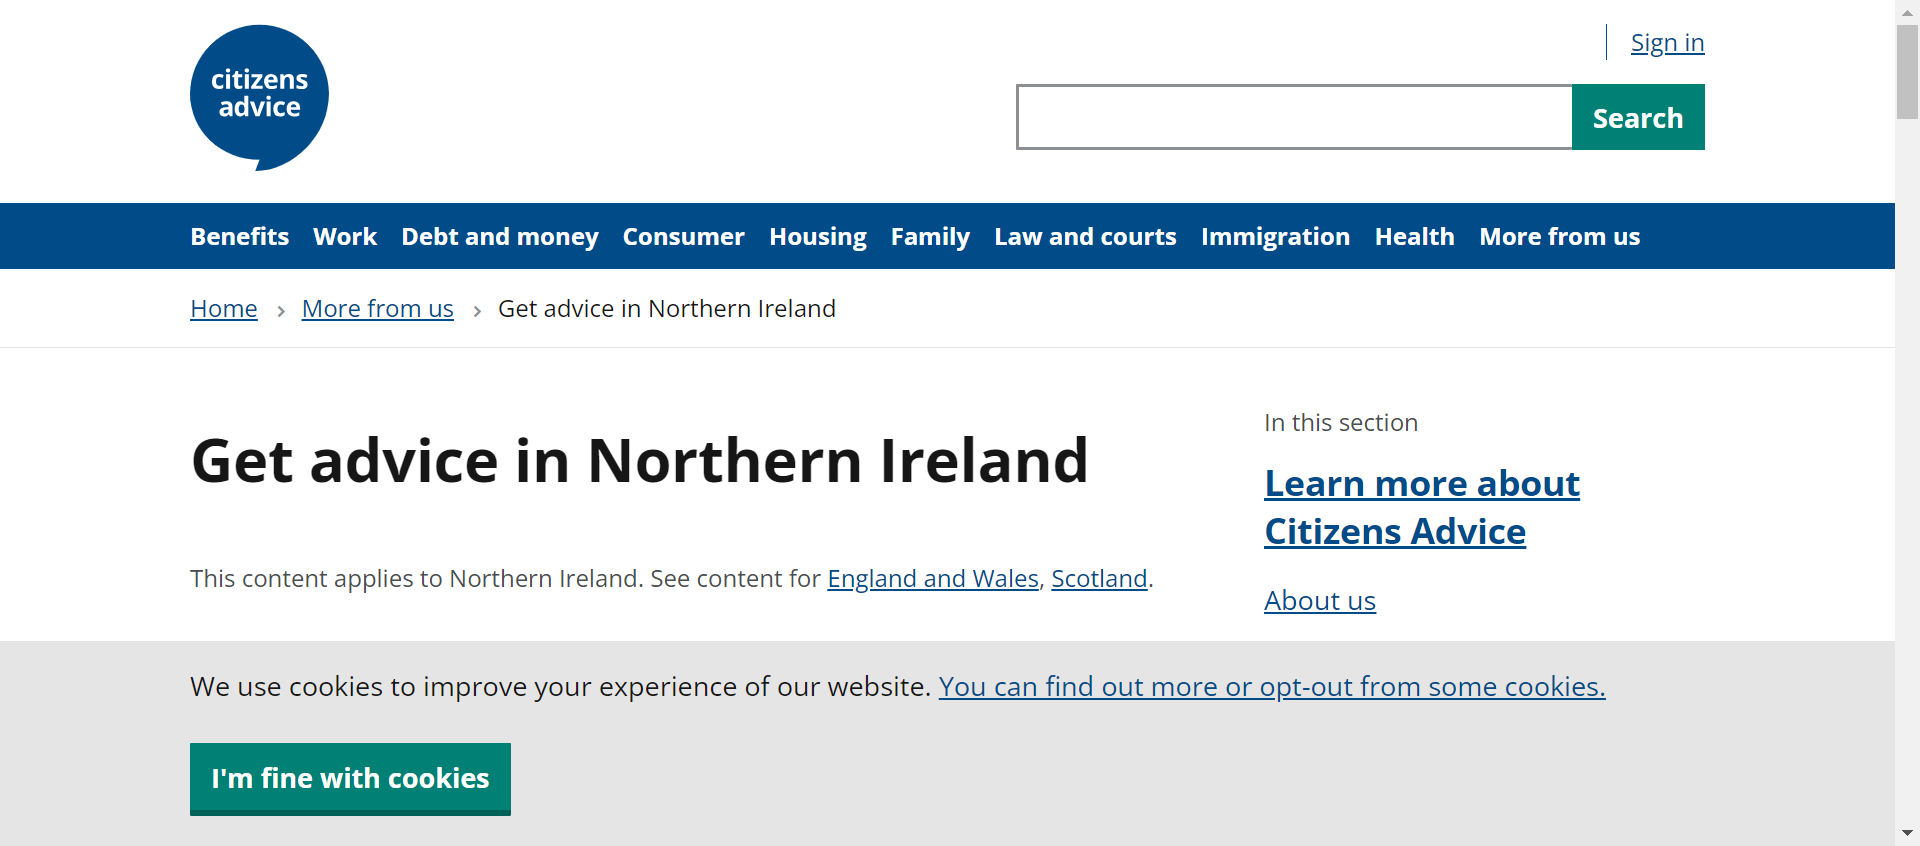 citizens
advice
Sign in
Search
Benefits Work Debt and money Consumer Housing Family Law and courts Immigration Health More from us
Home › More from us › Get advice in Northern Ireland
Get advice in Northern Ireland
This content applies to Northern Ireland. See content for England and Wales, Scotland.
In this section
Learn more about
Citizens Advice
About us
We use cookies to improve your experience of our website. You can find out more or opt-out from some cookies.
I'm fine with cookies